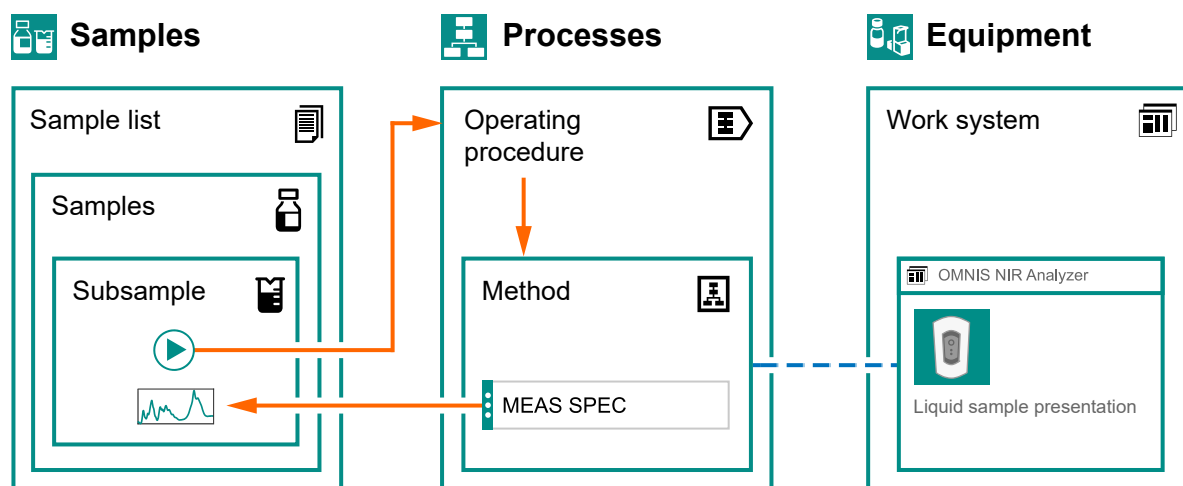 Samples
Processes
Equipment
Sample list
Samples
Subsample
Operating
procedure
Method
MEAS SPEC
Work system
OMNIS NIR Analyzer
Liquid sample presentation